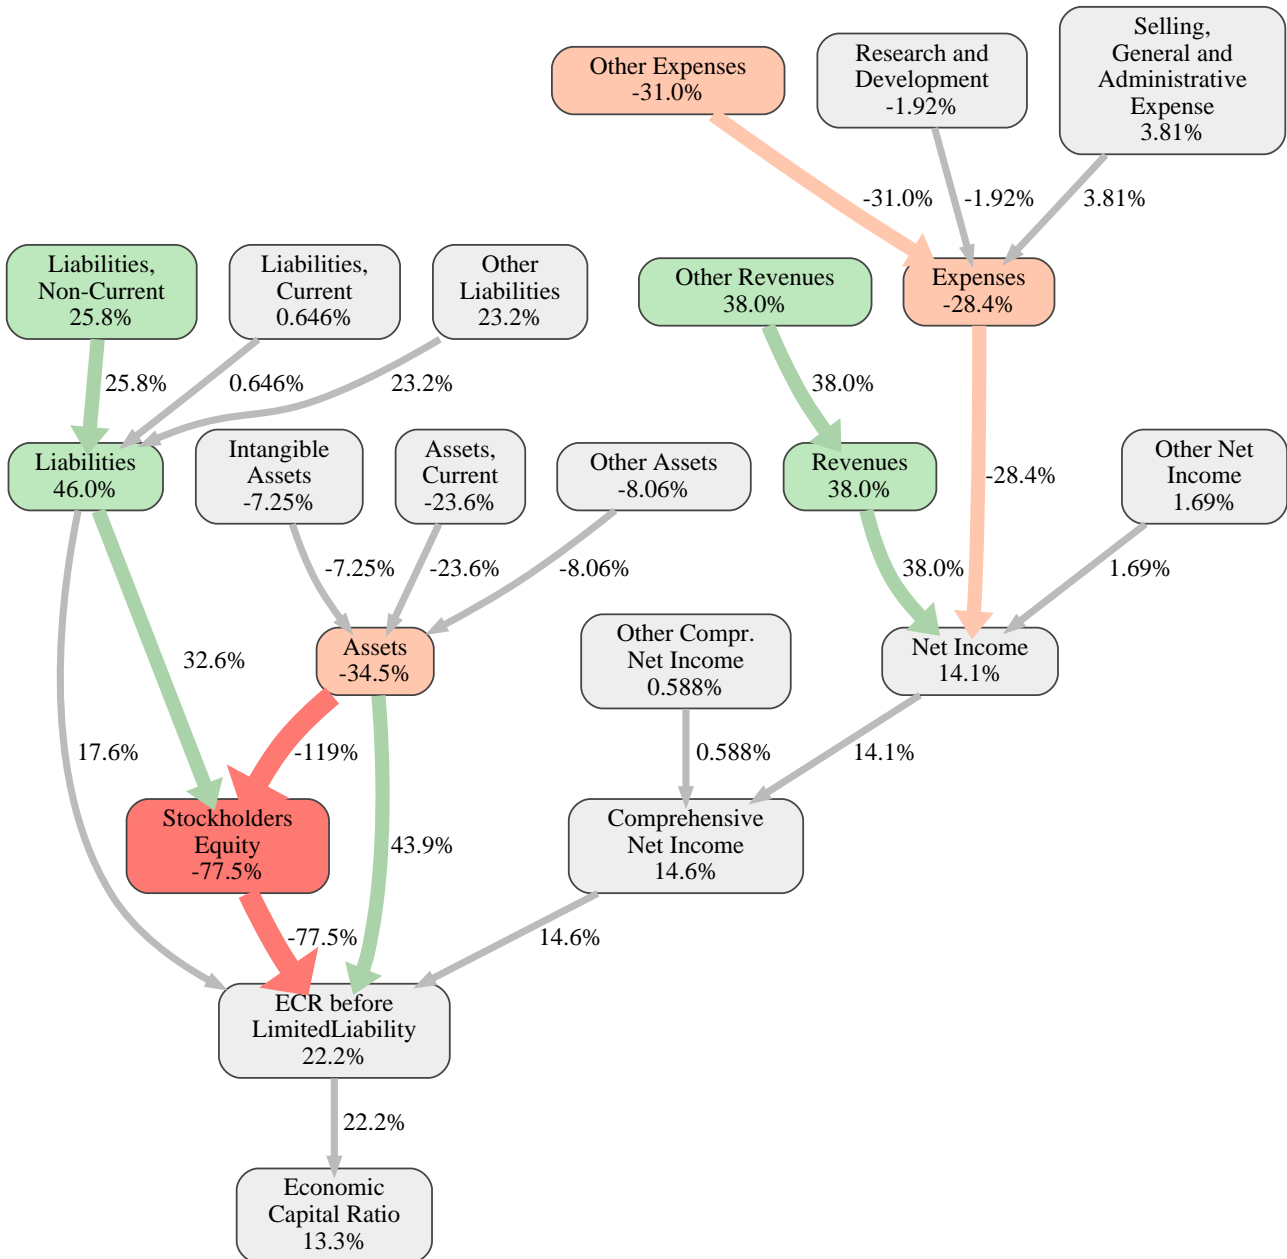 Selling,
General and
Administrative
Expense
3.81%
Research and
Development
-1.92%
Other Expenses
-31.0%
-31.0%
-1.92%
3.81%
Liabilities,
Non-Current
25.8%
Liabilities,
Current
0.646%
Other
Liabilities
23.2%
Other Revenues
38.0%
Expenses
-28.4%
25.8%
0.646%
23.2%
38.0%
Liabilities
46.0%
Intangible
Assets
-7.25%
Assets,
Current
-23.6%
Other Assets
-8.06%
Revenues
38.0%
-28.4%
Other Net
Income
1.69%
-7.25%
-23.6%
-8.06%
38.0%
1.69%
32.6%
Assets
-34.5%
Other Compr.
Net Income
0.588%
Net Income
14.1%
17.6%
-119%
0.588%
14.1%
Stockholders
Equity
-77.5%
43.9%
Comprehensive
Net Income
14.6%
-77.5%
14.6%
ECR before
LimitedLiability
22.2%
22.2%
Economic
Capital Ratio
13.3%